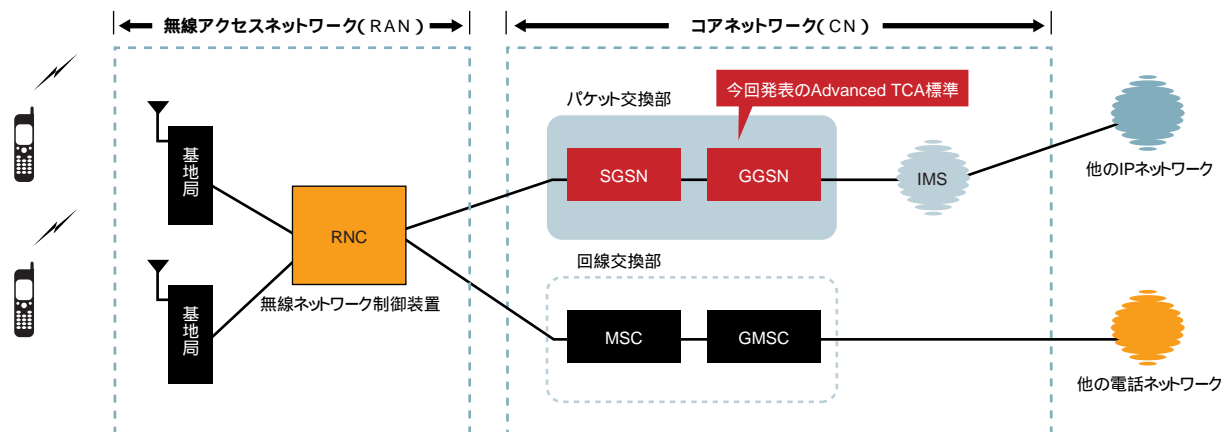 無線アクセスネットワーク(RAN)
コアネットワーク(CN)
今回発表のAdvanced TCA標準
パケット交換部
基地局
SGSN
GGSN
IMS
他のIPネットワーク
RNC
無線ネットワーク制御装置
回線交換部
基地局
MSC
GMSC
他の電話ネットワーク